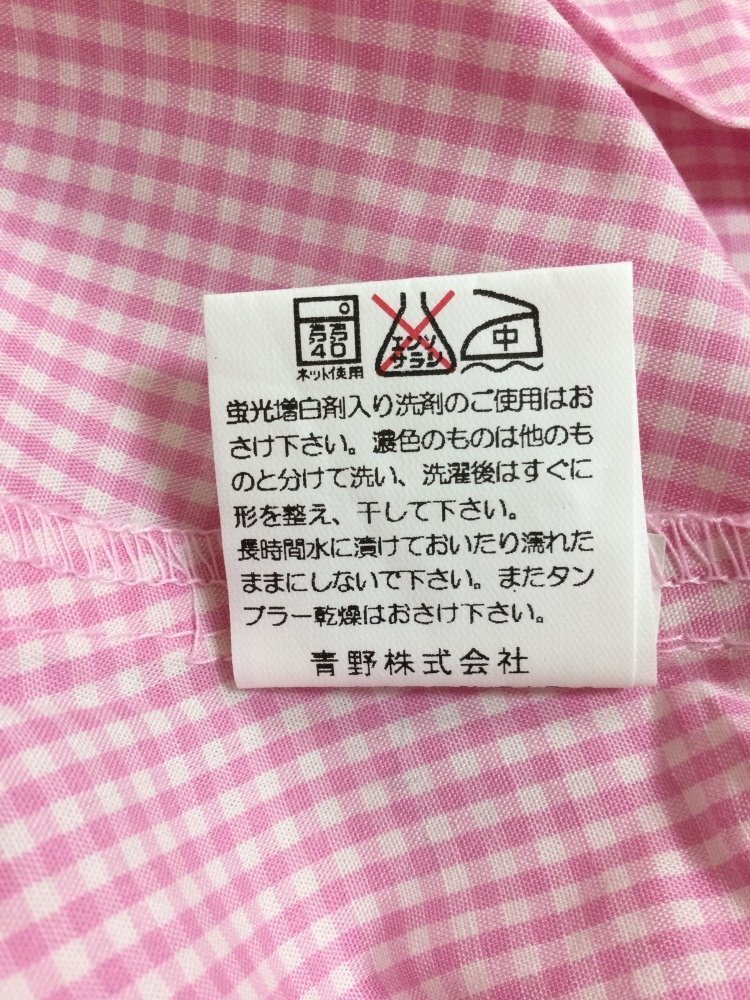 弱
40
ネット使用
エンソ
サラシ
中
蛍光増白剤入り洗剤のご使用はお
さけ下さい。濃色のものは他のも
のと分けて洗い、洗濯後はすぐに
形を整え、干して下さい。
長時間水に漬けておいたり濡れた
ままにしないで下さい。またタン
ブラー乾燥はおさけ下さい。
青野株式会社